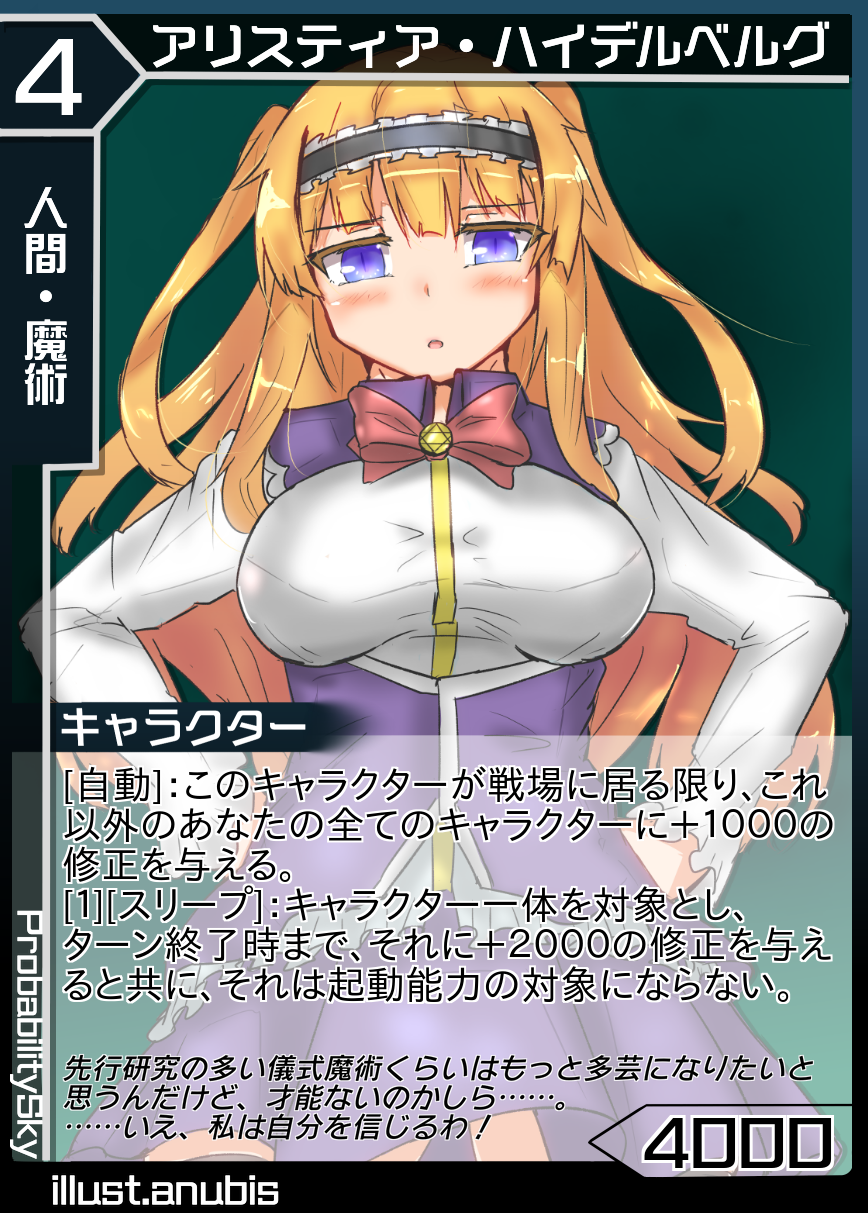 4
アリスティア・ハイデルベルグ
人間・魔術
キャラクター
[自動]:このキャラクターが戦場に居る限り、これ
以外のあなたの全てのキャラクターに＋1000の
修正を与える。
[1][スリープ]:キャラクター一体を対象とし、
ターン終了時まで、それに＋2000の修正を与え
ると共に、それは起動能力の対象にならない。
先行研究の多い儀式魔術くらいはもっと多芸になりたいと
思うんだけど、才能ないのかしら……。
……いえ、私は自分を信じるわ！
4000
ProbabilitySky
illust.anubis